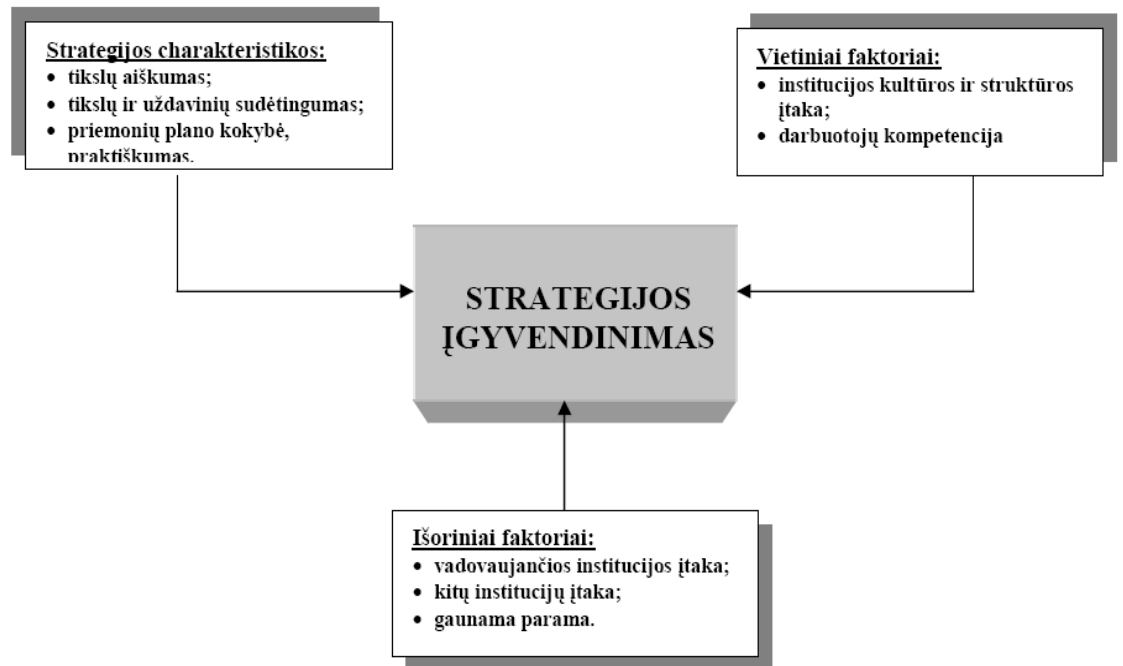 Strategijos charakteristikos:
• tikslų aiškumas;
• tikslų ir uždavinių sudėtingumas;
• priemonių plano kokybė,
praktiškumas.
Vietiniai faktoriai:
• institucijos kultūros ir struktūros
įtaka;
• darbuotojų kompetencija
STRATEGIJOS
ĮGYVENDINIMAS
Išoriniai faktoriai:
• vadovaujančios institucijos įtaka;
• kitų institucijų įtaka;
• gaunama parama.